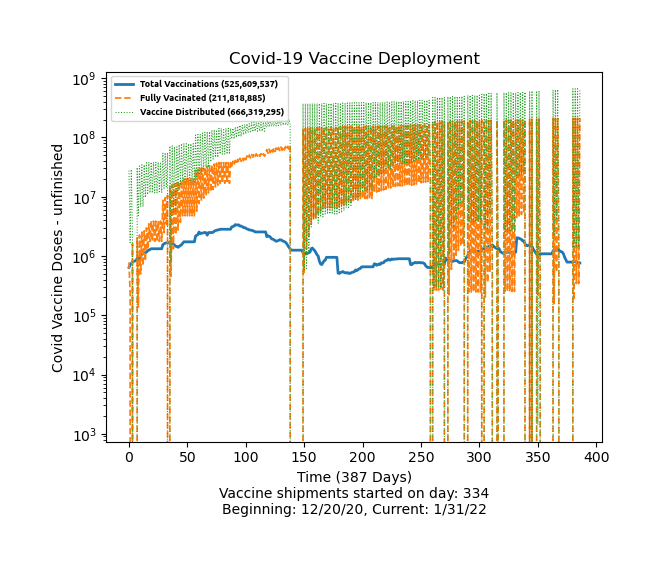 Covid-19 Vaccine Deployment
Total Vaccinations (525,609,537)
Fully Vacinated (211,818,885)
Vaccine Distributed (666,319,295)
10⁹
10⁸
10⁷
10⁶
10⁵
10⁴
10³
Covid Vaccine Doses - unfinished
0 50 100 150 200 250 300 350 400
Time (387 Days)
Vaccine shipments started on day: 334
Beginning: 12/20/20, Current: 1/31/22